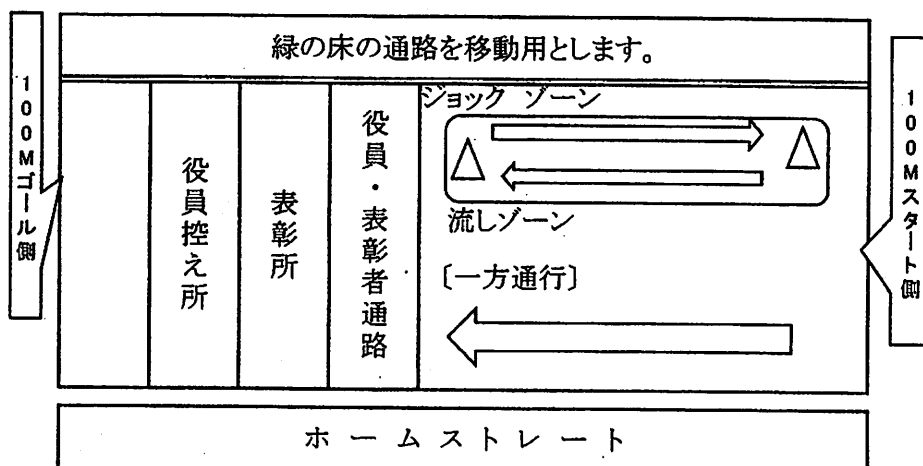 緑の床の通路を移動用とします。
100Mゴール側
役員控え所
表彰所
役員・表彰者通路
ジョック ゾーン
流しゾーン
〔一方通行〕
100Mスタート側
ホームストレート